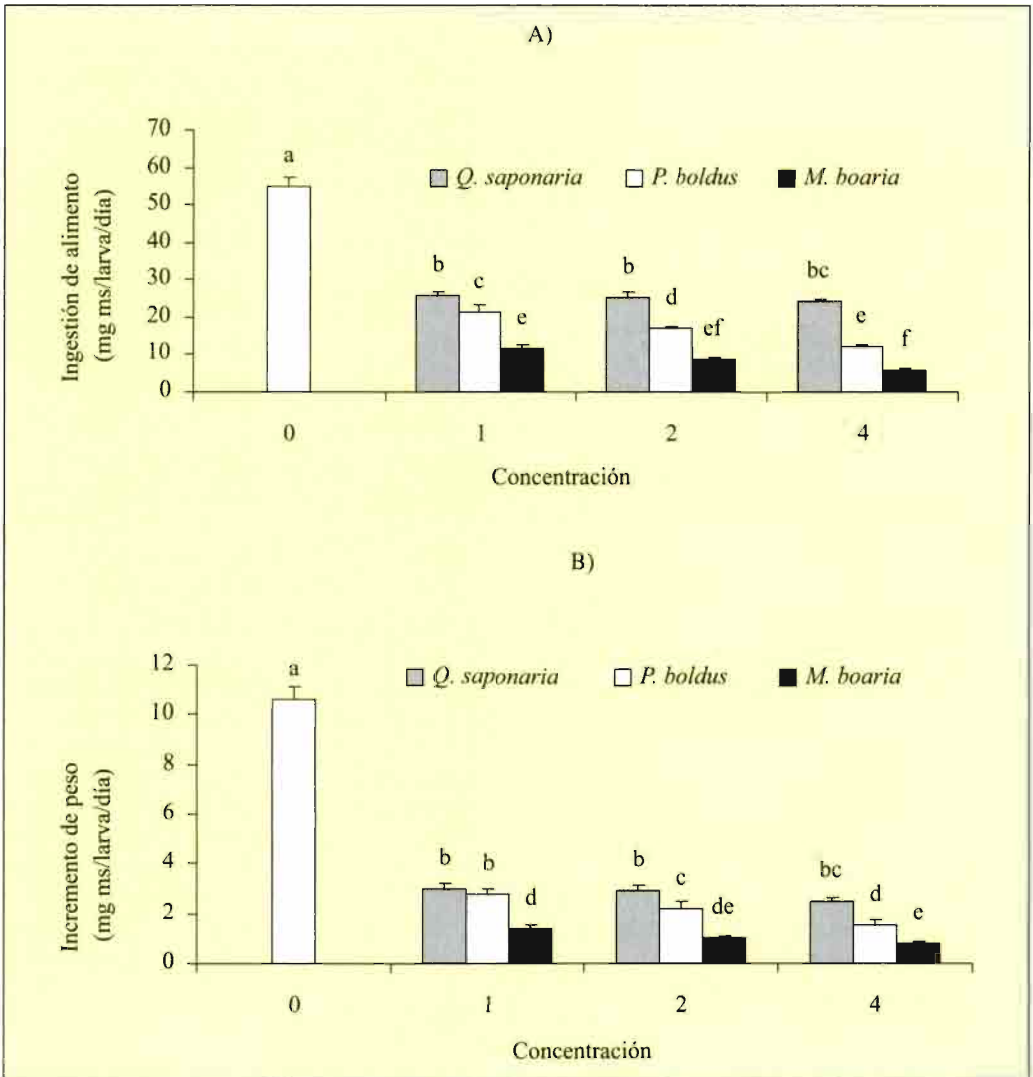 A)
Ingestión de alimento
(mg ms/larva/día)
70
60
50
40
30
20
10
0
Q. saponaria P. boldus M. boaria
a
b c e
b d ef
bc e f
0 1 2 4
Concentración
B)
Incremento de peso
(mg ms/larva/día)
12
10
8
6
4
2
0
Q. saponaria P. boldus M. boaria
a
b b d
b c de
bc d e
0 1 2 4
Concentración